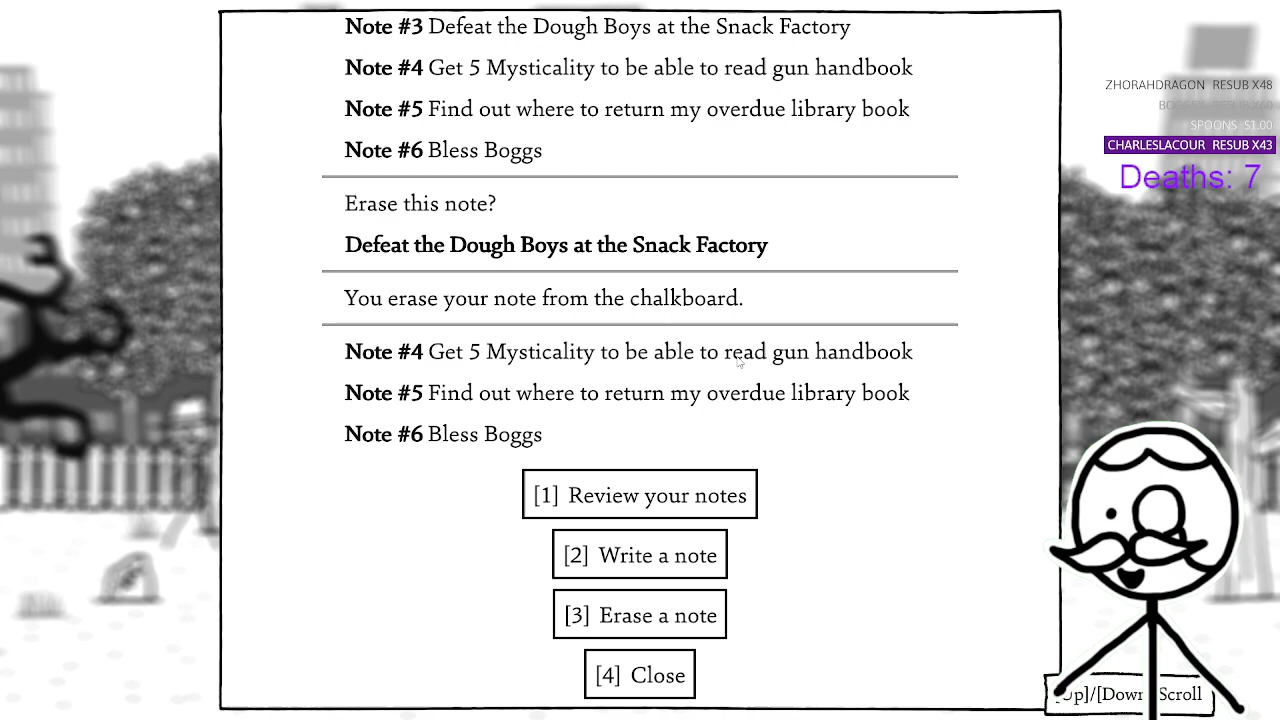 Note #3 Defeat the Dough Boys at the Snack Factory
Note #4 Get 5 Mysticality to be able to read gun handbook
Note #5 Find out where to return my overdue library book
Note #6 Bless Boggs
Erase this note?
Defeat the Dough Boys at the Snack Factory
You erase your note from the chalkboard.
Note #4 Get 5 Mysticality to be able to read gun handbook
Note #5 Find out where to return my overdue library book
Note #6 Bless Boggs
[1] Review your notes
[2] Write a note
[3] Erase a note
[4] Close
ZHORAHDRAGON RESUB X48
SPOONS $1.00
CHARLESLACOUR RESUB X43
Deaths: 7
Scroll